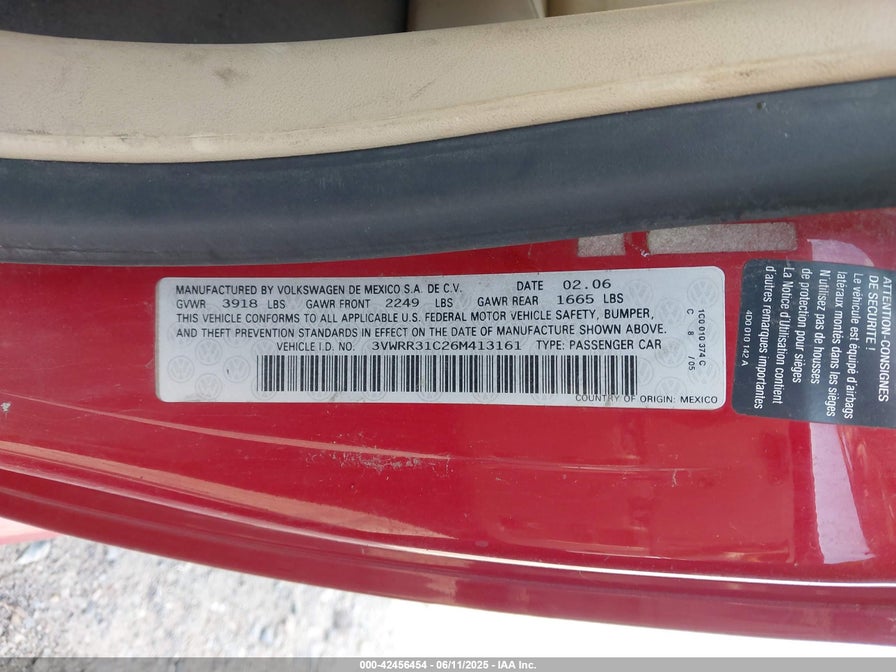 MANUFACTURED BY VOLKSWAGEN DE MEXICO S.A. DE C.V. DATE 02.06
GVWR 3918 LBS GAWR FRONT 2249 LBS GAWR REAR 1665 LBS
THIS VEHICLE CONFORMS TO ALL APPLICABLE U.S. FEDERAL MOTOR VEHICLE SAFETY, BUMPER,
AND THEFT PREVENTION STANDARDS IN EFFECT ON THE DATE OF MANUFACTURE SHOWN ABOVE.
VEHICLE I.D. NO. 3VWRR31C26M413161 TYPE: PASSENGER CAR
COUNTRY OF ORIGIN: MEXICO
1C0 010 374 C
C 8 /05
ATTENTION-CONSIGNES
DE SÉCURITÉ !
Le véhicule est équipé d'airbags
latéraux montés dans les sièges
N'utilisez pas de housses
de protection pour sièges
La Notice d'Utilisation contient
d'autres remarques importantes
4D0 010 142 A
000-42456454 - 06/11/2025 - IAA Inc.